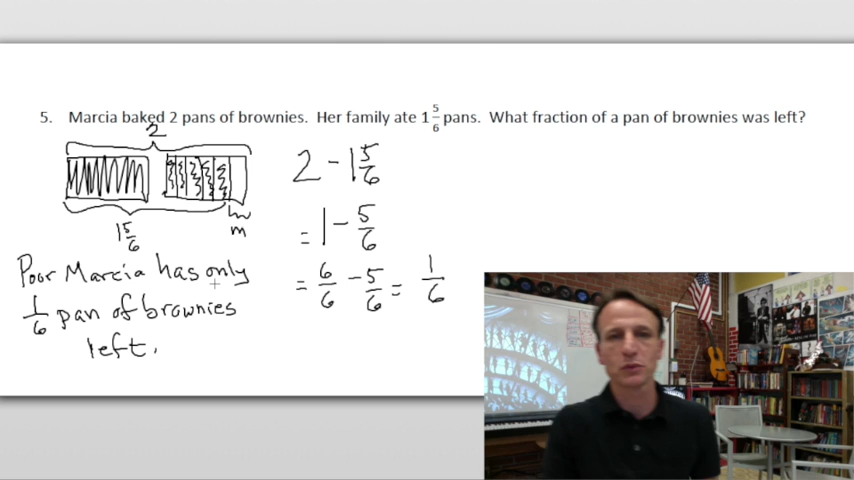 5. Marcia baked 2 pans of brownies. Her family ate 1 5/6 pans. What fraction of a pan of brownies was left?
2
1 5/6
m
Poor Marcia has only
1/6 pan of brownies
left.
2 - 1 5/6
= 1 - 5/6
= 6/6 - 5/6 = 1/6